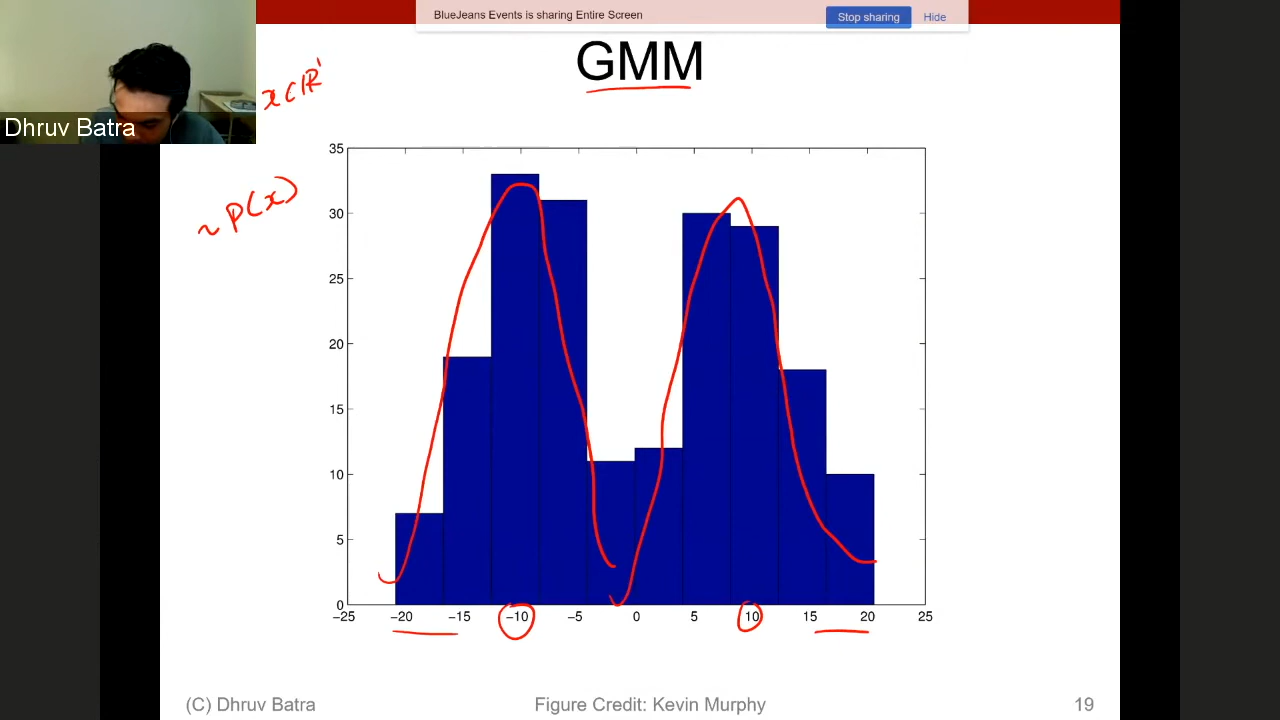 BlueJeans Events is sharing Entire Screen
Stop sharing
Hide
GMM
Dhruv Batra
x ∈ ℝ¹
~ P(x)
35
30
25
20
15
10
5
0
−25 −20 −15 −10 −5 0 5 10 15 20 25
(C) Dhruv Batra
Figure Credit: Kevin Murphy
19